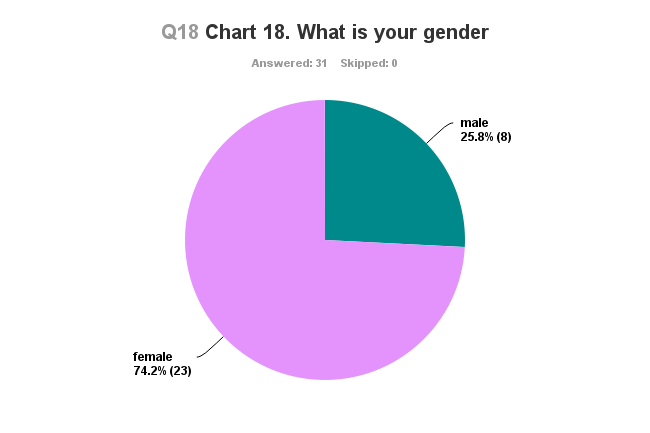 Q18 Chart 18. What is your gender
Answered: 31 Skipped: 0
male
25.8% (8)
female
74.2% (23)